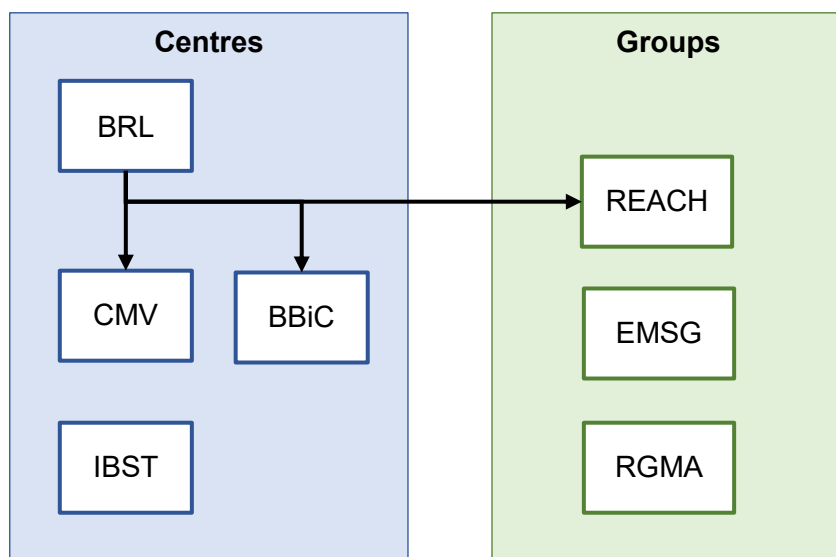 Centres
BRL
CMV
BBiC
IBST
Groups
REACH
EMSG
RGMA